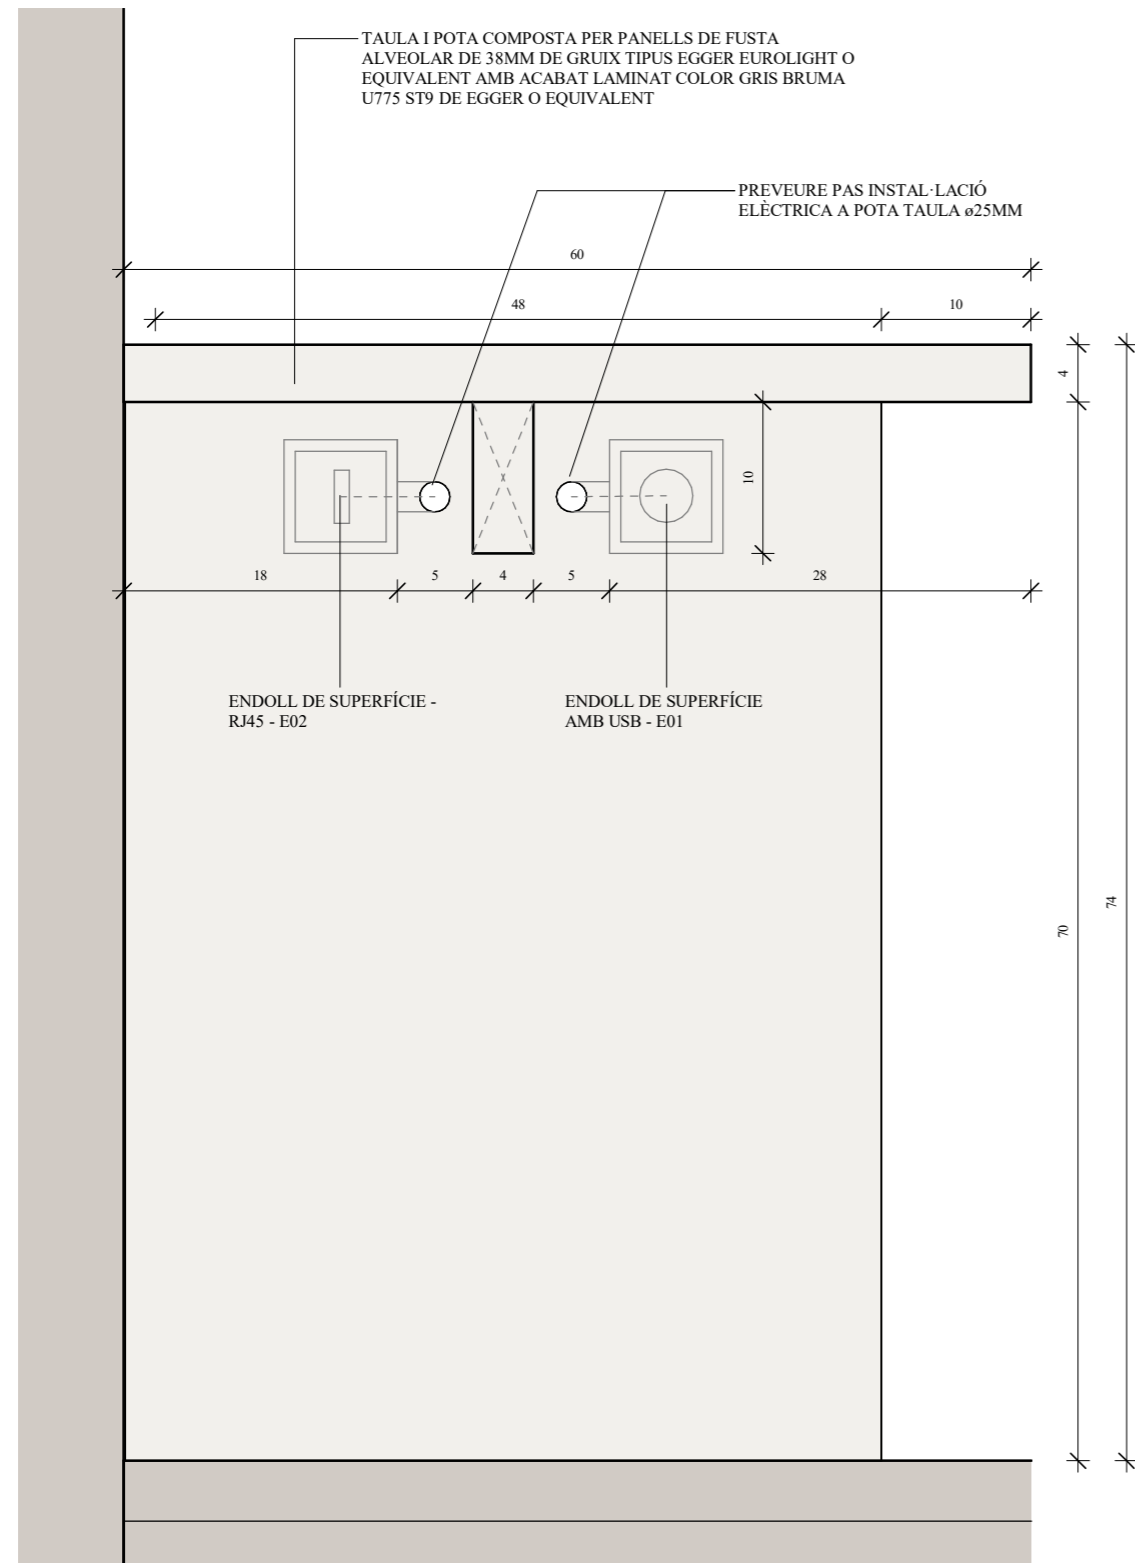 TAULA I POTA COMPOSTA PER PANELLS DE FUSTA
ALVEOLAR DE 38MM DE GRUIX TIPUS EGGER EUROLIGHT O
EQUIVALENT AMB ACABAT LAMINAT COLOR GRIS BRUMA
U775 ST9 DE EGGER O EQUIVALENT
PREVEURE PAS INSTAL·LACIÓ
ELÈCTRICA A POTA TAULA ø25MM
60
48
10
4
10
18
5
4
5
28
ENDOLL DE SUPERFÍCIE -
RJ45 - E02
ENDOLL DE SUPERFÍCIE
AMB USB - E01
70
74